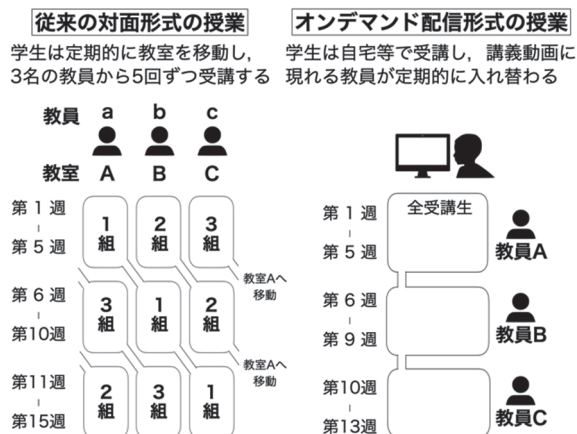 従来の対面形式の授業
学生は定期的に教室を移動し,
3名の教員から5回ずつ受講する
教員 a b c
教室 A B C
第1週
-
第5週
1組 2組 3組
教室Aへ
移動
第6週
-
第10週
3組 1組 2組
教室Aへ
移動
第11週
-
第15週
2組 3組 1組
オンデマンド配信形式の授業
学生は自宅等で受講し, 講義動画に
現れる教員が定期的に入れ替わる
全受講生
第1週
-
第5週
教員A
第6週
-
第9週
教員B
第10週
-
第13週
教員C